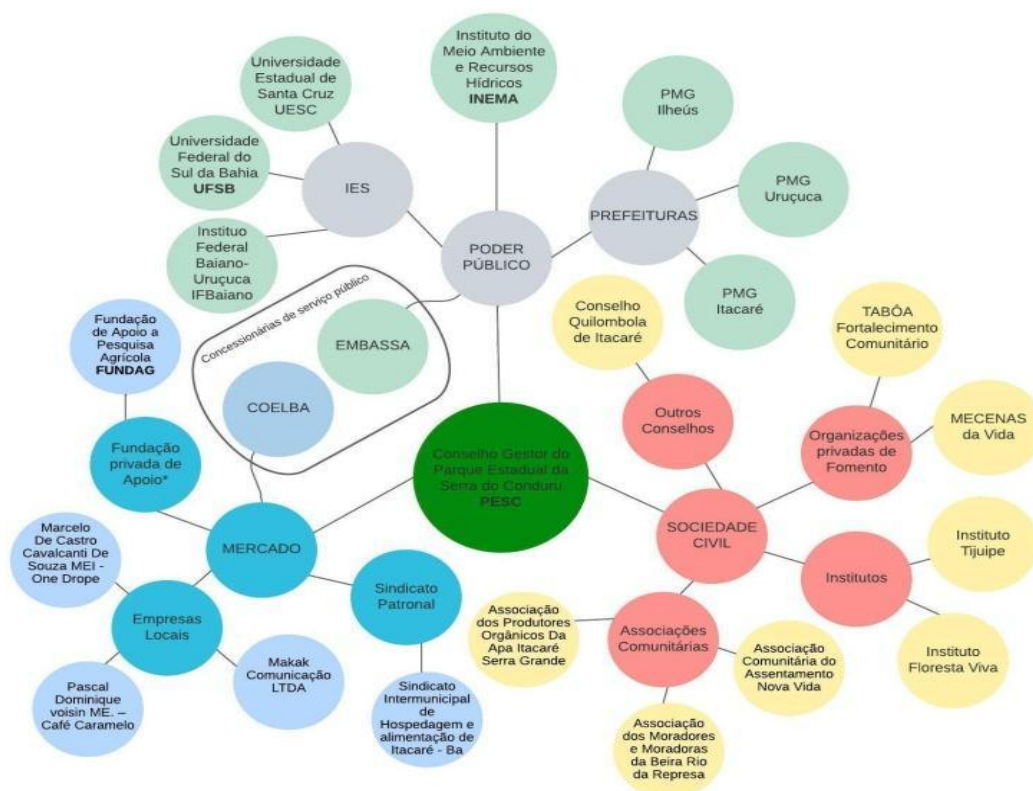 Instituto do
Meio Ambiente
e Recursos
Hídricos
INEMA
Universidade
Estadual de
Santa Cruz
UESC
Universidade
Federal do
Sul da Bahia
UFSB
Instituo
Federal
Baiano-
Uruçuca
IFBaiano
IES
PODER
PÚBLICO
PREFEITURAS
PMG
Ilheús
PMG
Uruçuca
PMG
Itacaré
Concessionárias de serviço público
EMBASSA
COELBA
Fundação
de Apoio a
Pesquisa
Agrícola
FUNDAG
Fundação
privada de
Apoio*
MERCADO
Marcelo
De Castro
Cavalcanti De
Souza MEI -
One Drope
Empresas
Locais
Pascal
Dominique
voisin ME. –
Café Caramelo
Makak
Comunicação
LTDA
Sindicato
Patronal
Sindicato
Intermunicipal
de
Hospedagem e
alimentação de
Itacaré - Ba
Conselho Gestor do
Parque Estadual da
Serra do Conduru
PESC
Conselho
Quilombola
de Itacaré
Outros
Conselhos
TABÔA
Fortalecimento
Comunitário
MECENAS
da Vida
Organizações
privadas de
Fomento
SOCIEDADE
CIVIL
Institutos
Instituto
Tijuipe
Instituto
Floresta Viva
Associações
Comunitárias
Associação
dos Produtores
Orgânicos Da
Apa Itacaré
Serra Grande
Associação
Comunitária do
Assentamento
Nova Vida
Associação
dos Moradores
e Moradoras
da Beira Rio
da Represa